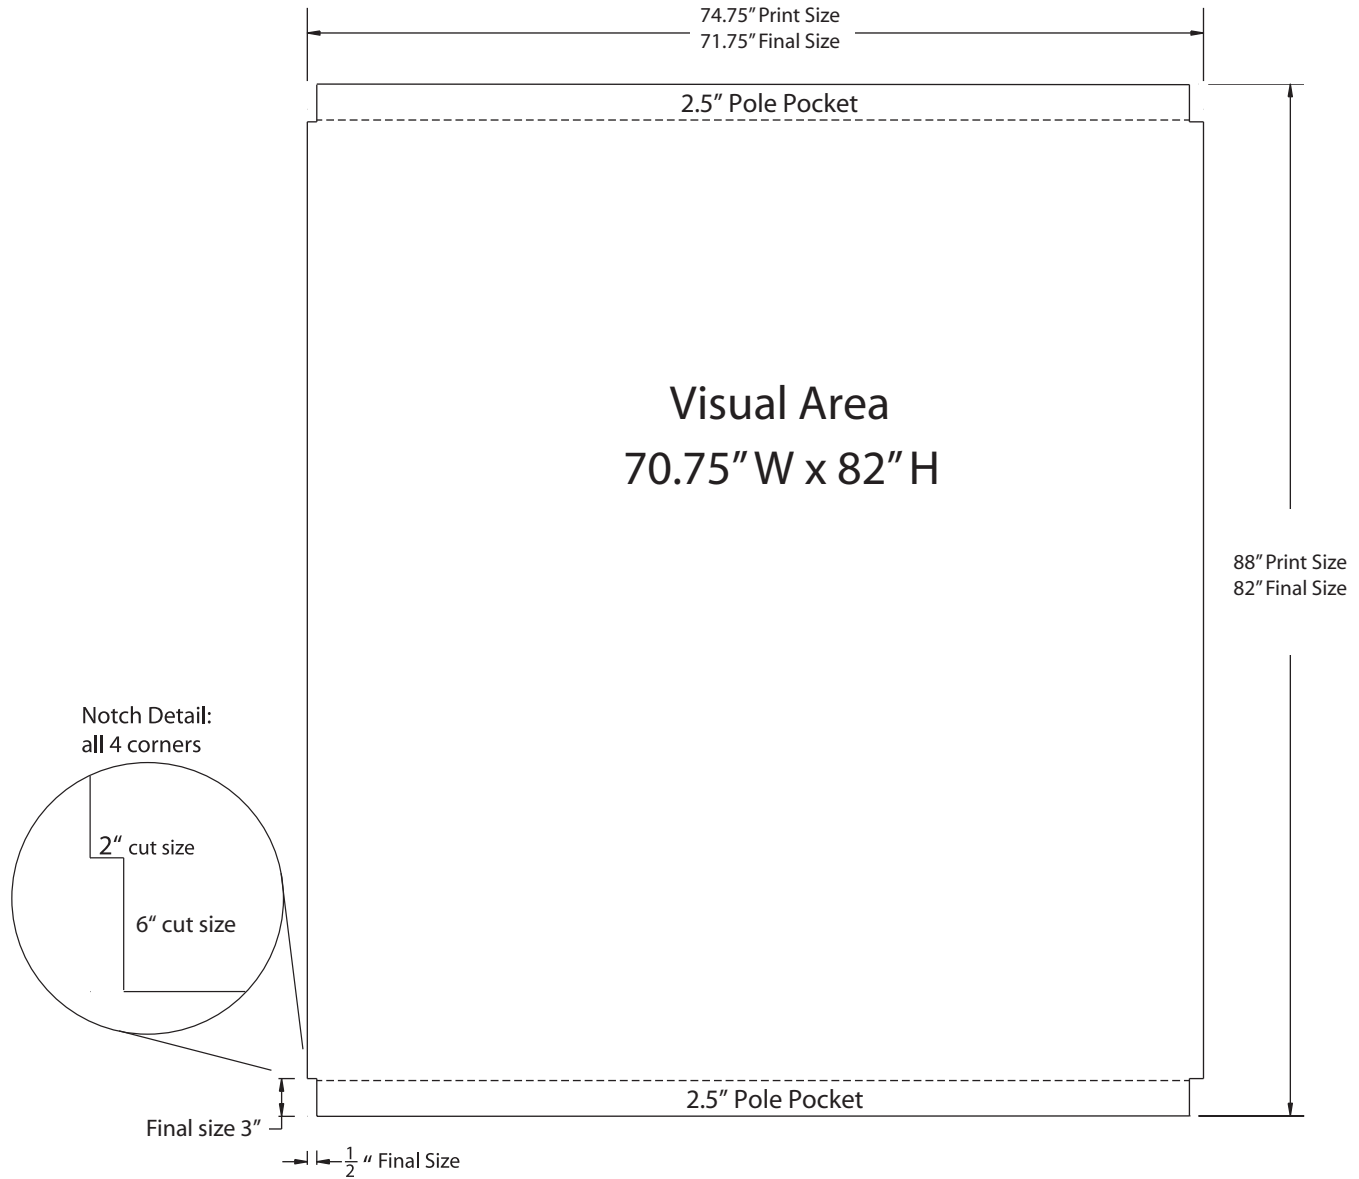 74.75" Print Size
71.75" Final Size
2.5" Pole Pocket
Visual Area
70.75" W x 82" H
88" Print Size
82" Final Size
Notch Detail:
all 4 corners
2" cut size
6" cut size
2.5" Pole Pocket
Final size 3"
1/2 " Final Size